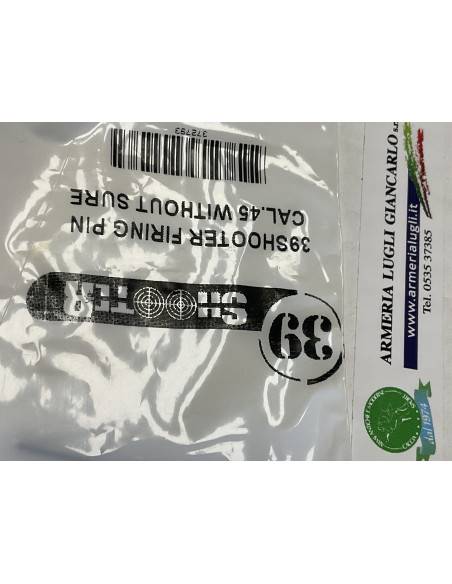 39
SHOOTER
39SHOOTER FIRING PIN
CAL.45 WITHOUT SURE
372793
ARMERIA LUGLI GIANCARLO s.r.l.
www.armerialugli.it
Tel. 0535 37385
dal 1974